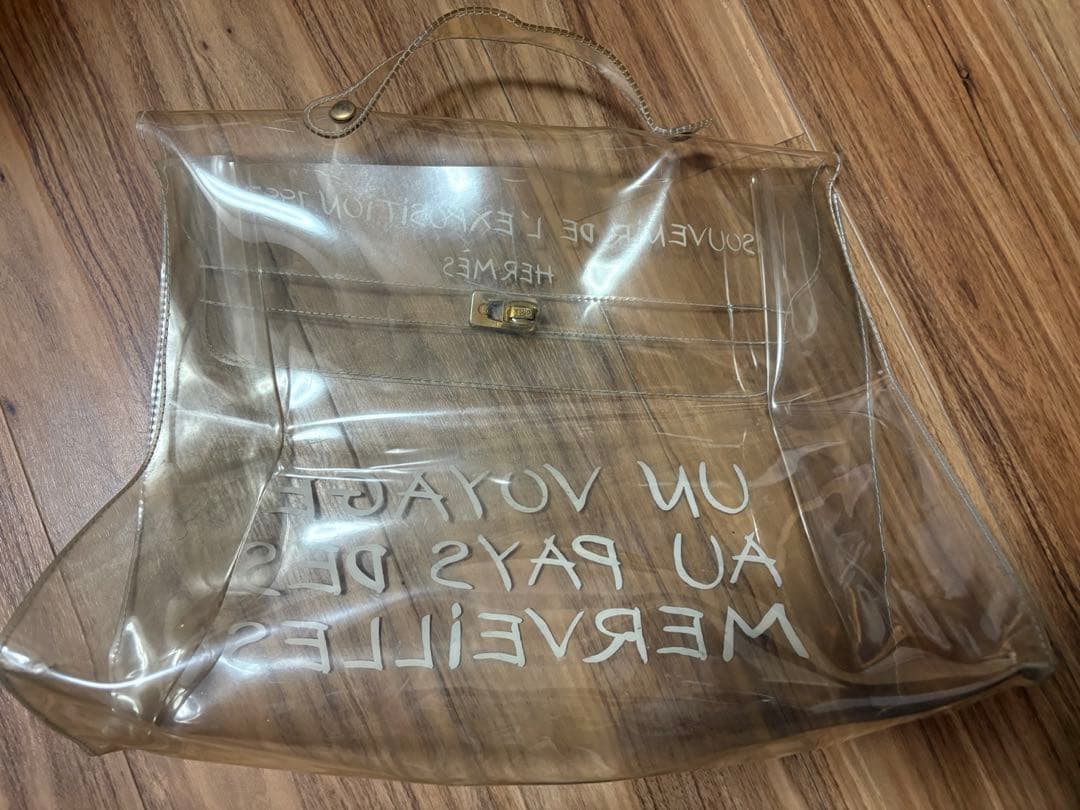 SOUVENIR DE L'EXPOSITION
HERMÈS
UN VOYAGE
AU PAYS DES
MERVEILLES